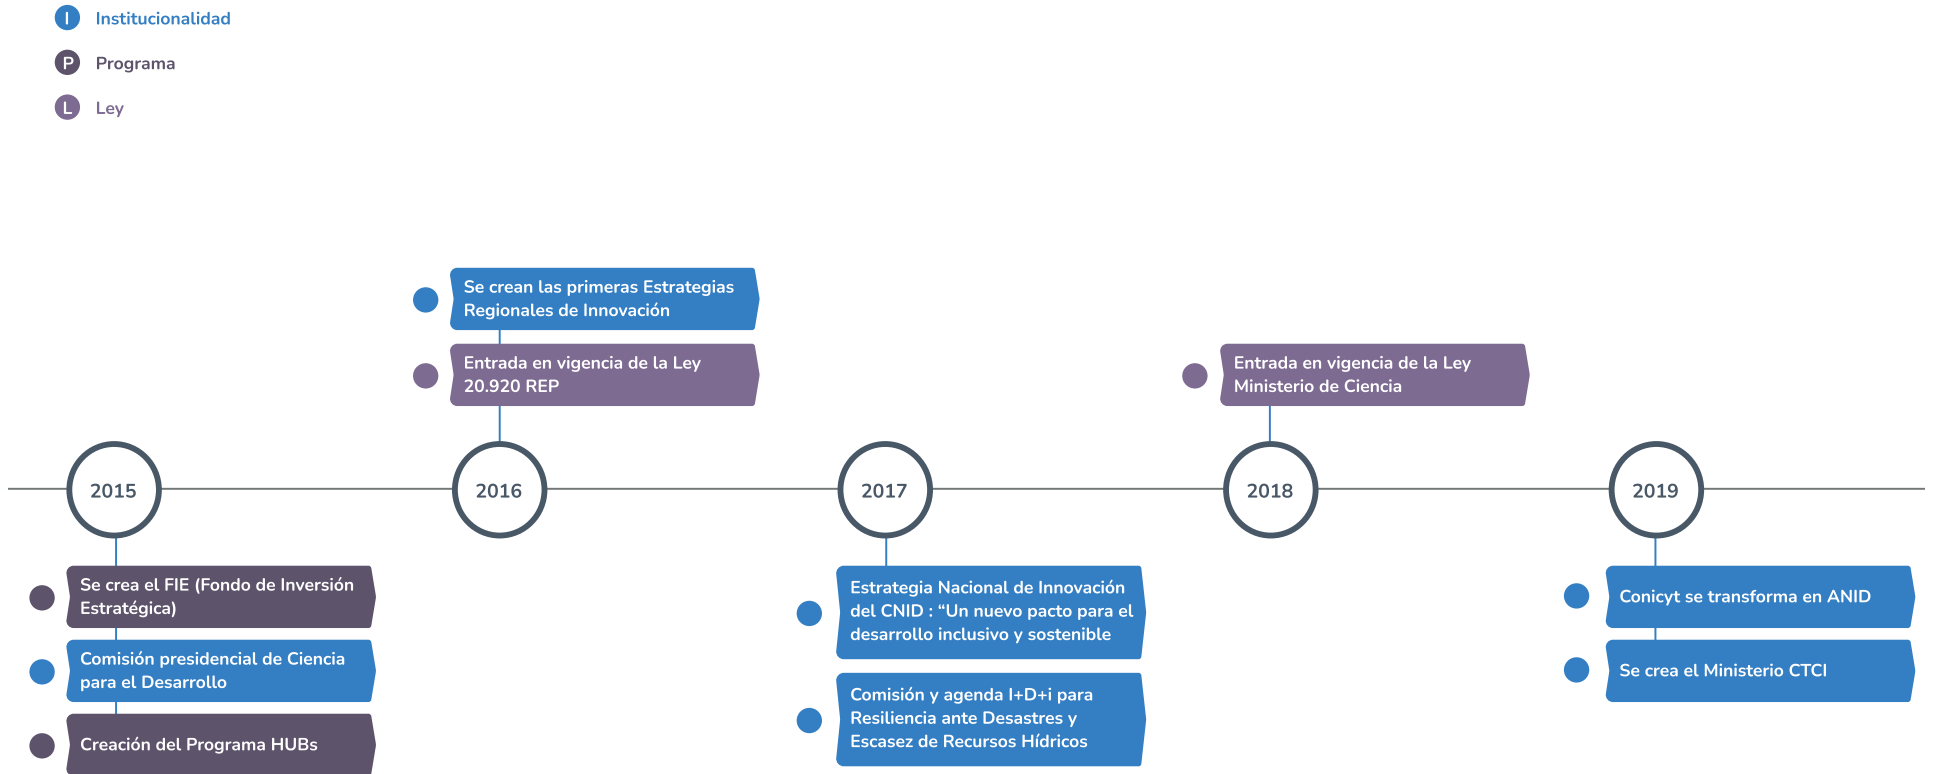 I Institucionalidad
P Programa
L Ley
Se crean las primeras Estrategias
Regionales de Innovación
Entrada en vigencia de la Ley
20.920 REP
Entrada en vigencia de la Ley
Ministerio de Ciencia
2015
2016
2017
2018
2019
Se crea el FIE (Fondo de Inversión
Estratégica)
Comisión presidencial de Ciencia
para el Desarrollo
Creación del Programa HUBs
Estrategia Nacional de Innovación
del CNID : “Un nuevo pacto para el
desarrollo inclusivo y sostenible
Comisión y agenda I+D+i para
Resiliencia ante Desastres y
Escasez de Recursos Hídricos
Conicyt se transforma en ANID
Se crea el Ministerio CTCI